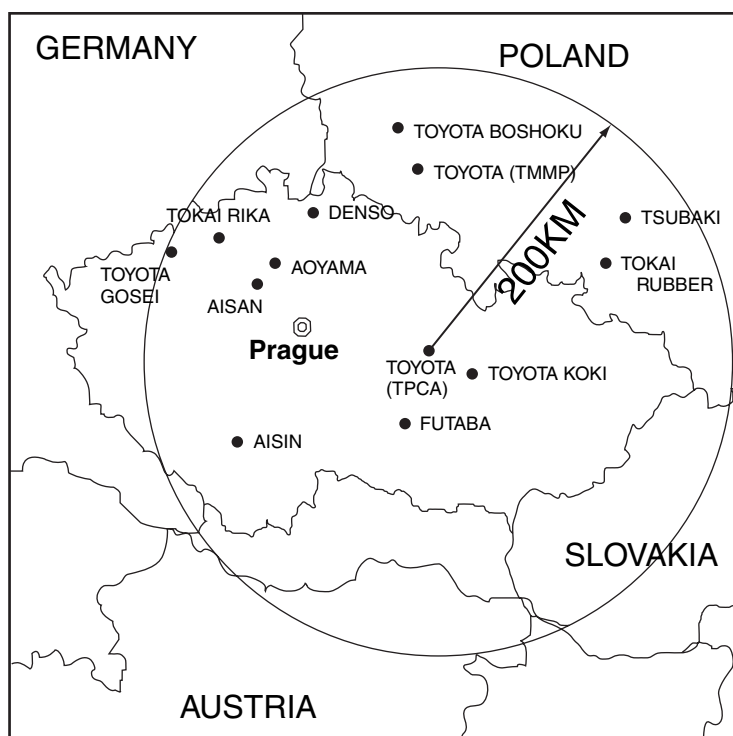 GERMANY
POLAND
TOYOTA BOSHOKU
TOYOTA (TMMP)
TOKAI RIKA
DENSO
TSUBAKI
200KM
TOYOTA
GOSEI
AOYAMA
TOKAI
RUBBER
AISAN
Prague
TOYOTA
(TPCA)
TOYOTA KOKI
FUTABA
AISIN
SLOVAKIA
AUSTRIA